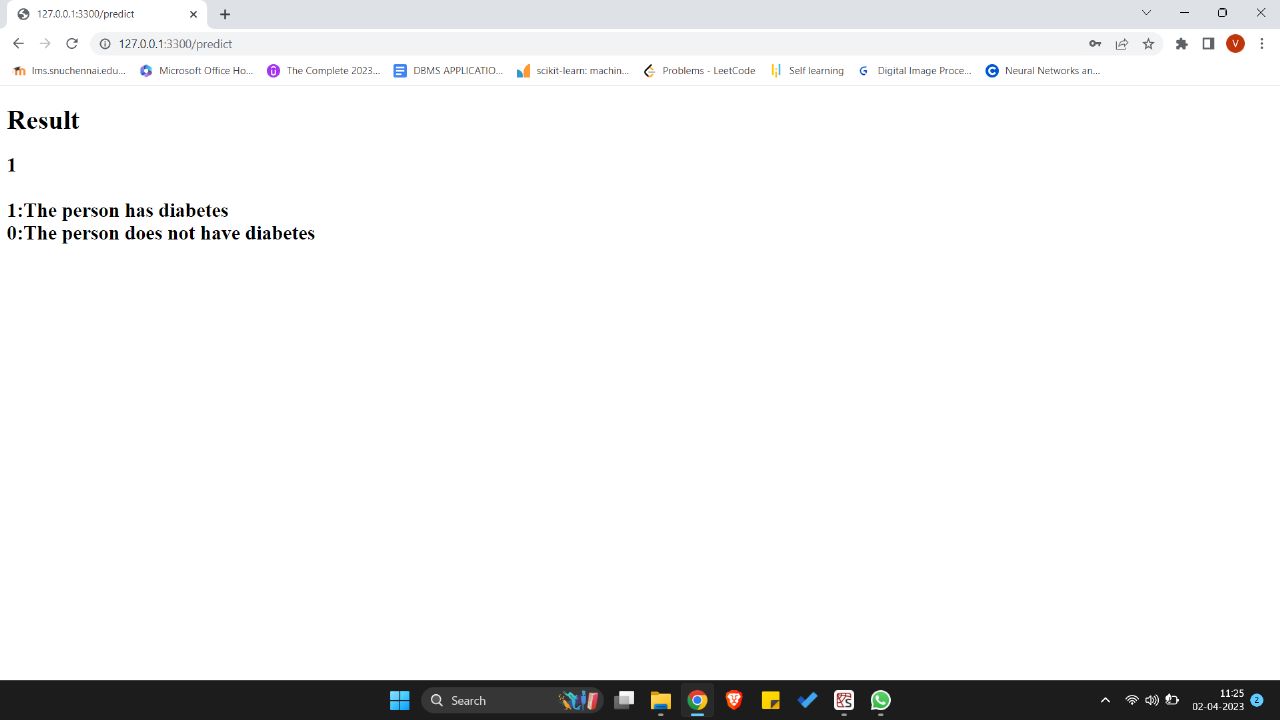 127.0.0.1:3300/predict
127.0.0.1:3300/predict
V
lms.snuchennai.edu...
Microsoft Office Ho...
The Complete 2023...
DBMS APPLICATIO...
scikit-learn: machin...
Problems - LeetCode
Self learning
Digital Image Proce...
Neural Networks an...
Result
1
1:The person has diabetes
0:The person does not have diabetes
Search
11:25
02-04-2023
2